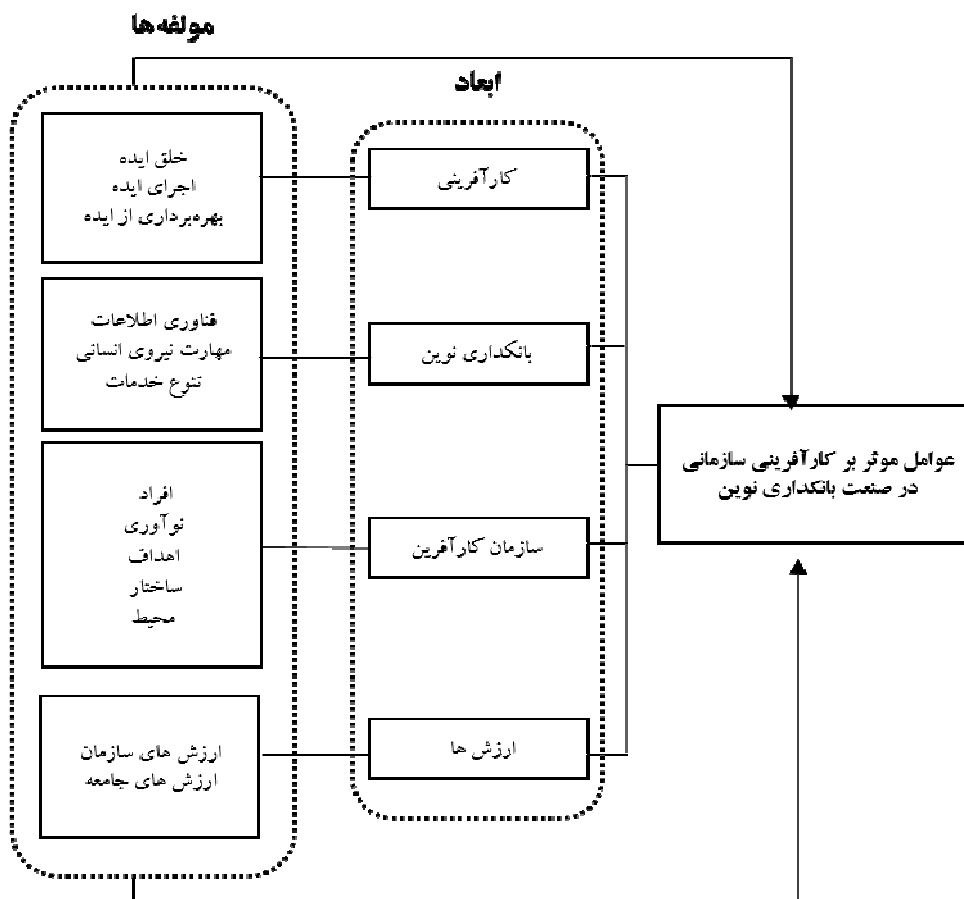 مولفه‌ها
ابعاد
خلق ایده
اجرای ایده
بهره‌برداری از ایده
کارآفرینی
فناوری اطلاعات
مهارت نیروی انسانی
تنوع خدمات
بانکداری نوین
عوامل موثر بر کارآفرینی سازمانی
در صنعت بانکداری نوین
افراد
نوآوری
اهداف
ساختار
محیط
سازمان کارآفرین
ارزش های سازمان
ارزش های جامعه
ارزش ها